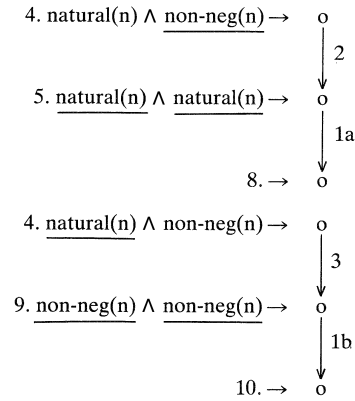 4. natural(n) ∧ non-neg(n) → o
2
5. natural(n) ∧ natural(n) → o
1a
8. → o
4. natural(n) ∧ non-neg(n) → o
3
9. non-neg(n) ∧ non-neg(n) → o
1b
10. → o